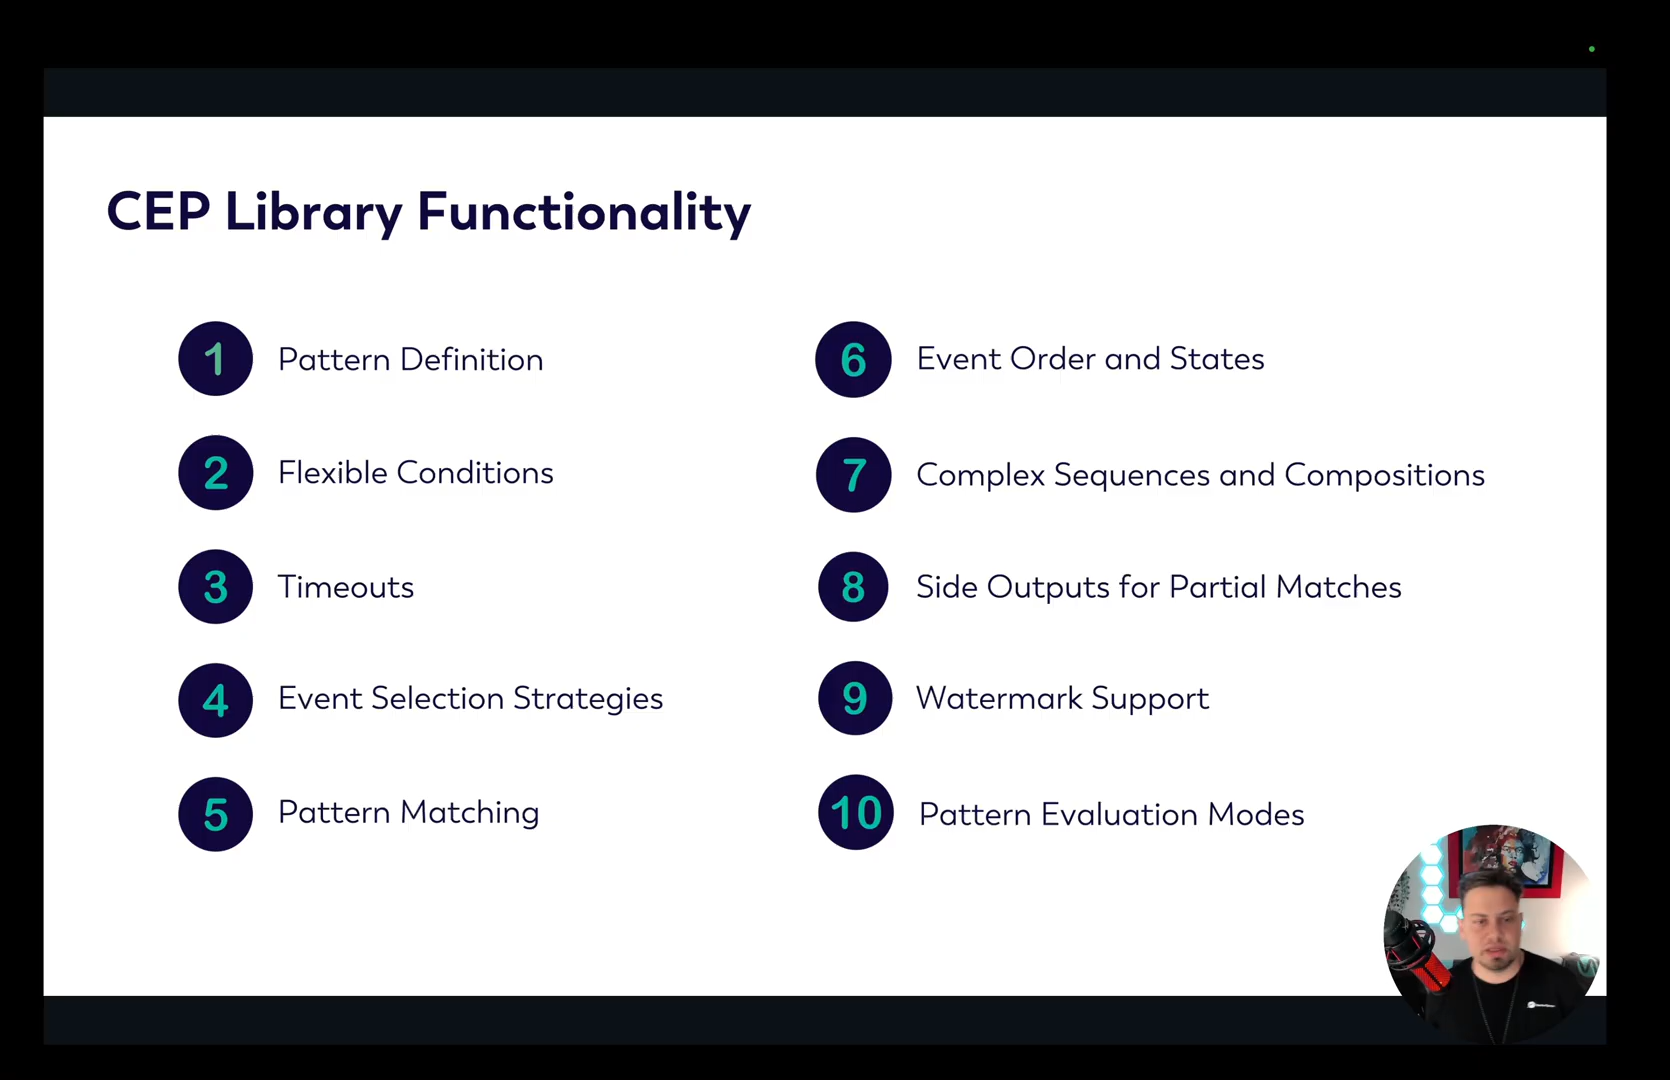 CEP Library Functionality
1 Pattern Definition
2 Flexible Conditions
3 Timeouts
4 Event Selection Strategies
5 Pattern Matching
6 Event Order and States
7 Complex Sequences and Compositions
8 Side Outputs for Partial Matches
9 Watermark Support
10 Pattern Evaluation Modes